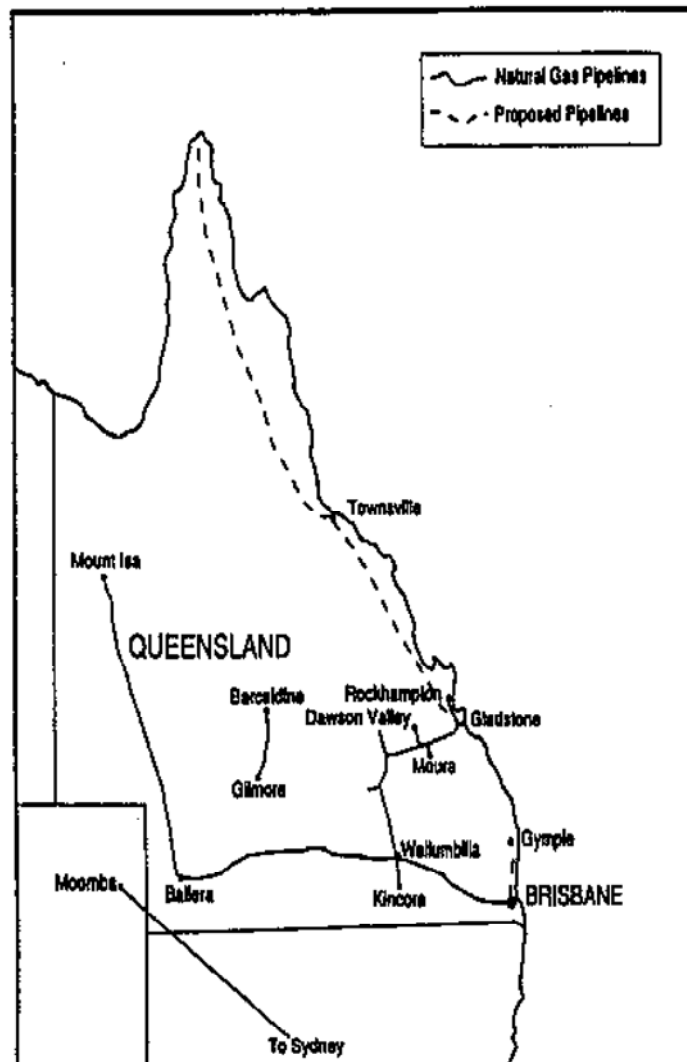 Natural Gas Pipelines
Proposed Pipelines
Townsville
Mount Isa
QUEENSLAND
Barcaldine
Rockhampton
Dawson Valley
Gladstone
Moura
Gilmore
Gympie
Wallumbilla
Moomba
Ballera
Kincora
BRISBANE
To Sydney